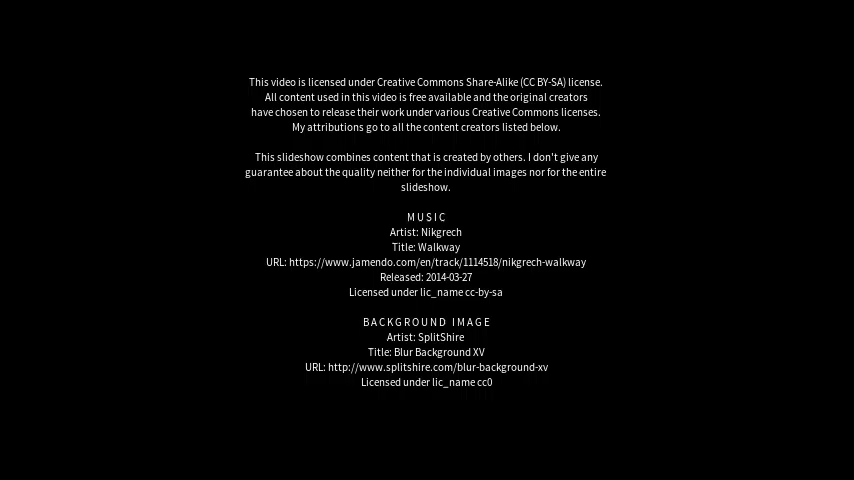 This video is licensed under Creative Commons Share-Alike (CC BY-SA) license.
All content used in this video is free available and the original creators
have chosen to release their work under various Creative Commons licenses.
My attributions go to all the content creators listed below.
This slideshow combines content that is created by others. I don't give any
guarantee about the quality neither for the individual images nor for the entire
slideshow.
MUSIC
Artist: Nikgrech
Title: Walkway
URL: https://www.jamendo.com/en/track/1114518/nikgrech-walkway
Released: 2014-03-27
Licensed under lic_name cc-by-sa
BACKGROUND IMAGE
Artist: SplitShire
Title: Blur Background XV
URL: http://www.splitshire.com/blur-background-xv
Licensed under lic_name cc0